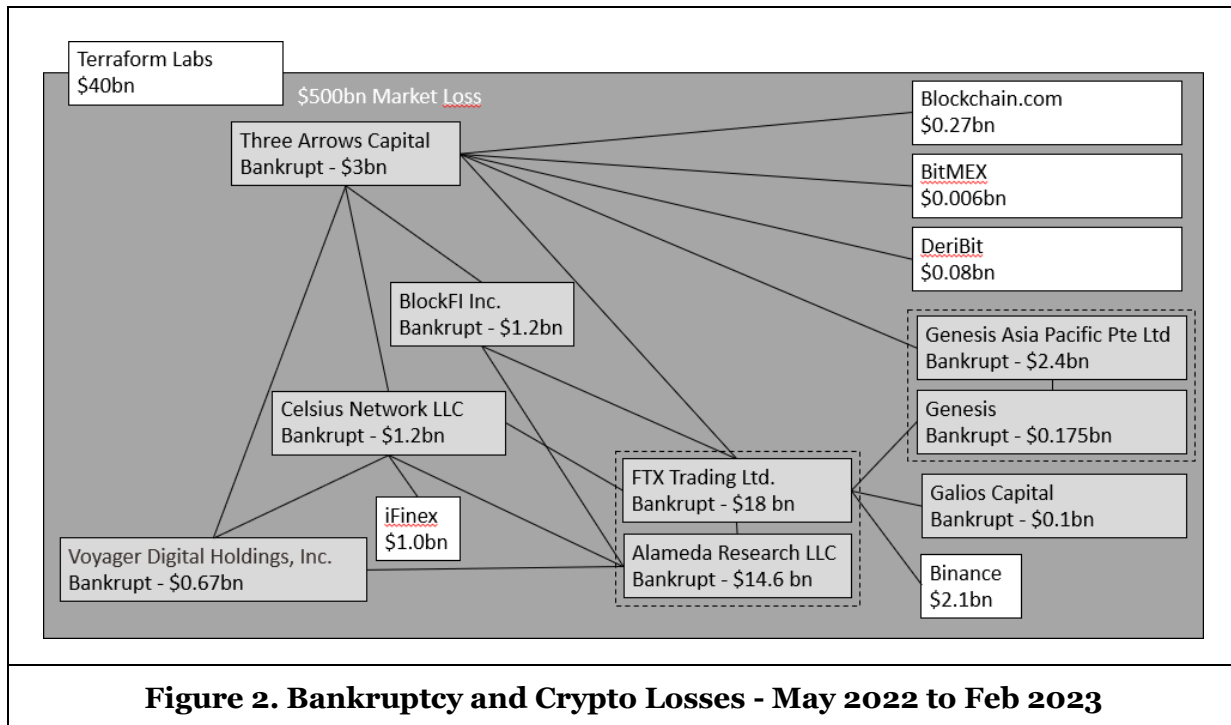 Terraform Labs
$40bn
$500bn Market Loss
Three Arrows Capital
Bankrupt - $3bn
Blockchain.com
$0.27bn
BitMEX
$0.006bn
DeriBit
$0.08bn
BlockFI Inc.
Bankrupt - $1.2bn
Genesis Asia Pacific Pte Ltd
Bankrupt - $2.4bn
Genesis
Bankrupt - $0.175bn
Celsius Network LLC
Bankrupt - $1.2bn
FTX Trading Ltd.
Bankrupt - $18 bn
Galios Capital
Bankrupt - $0.1bn
iFinex
$1.0bn
Voyager Digital Holdings, Inc.
Bankrupt - $0.67bn
Alameda Research LLC
Bankrupt - $14.6 bn
Binance
$2.1bn
Figure 2. Bankruptcy and Crypto Losses - May 2022 to Feb 2023